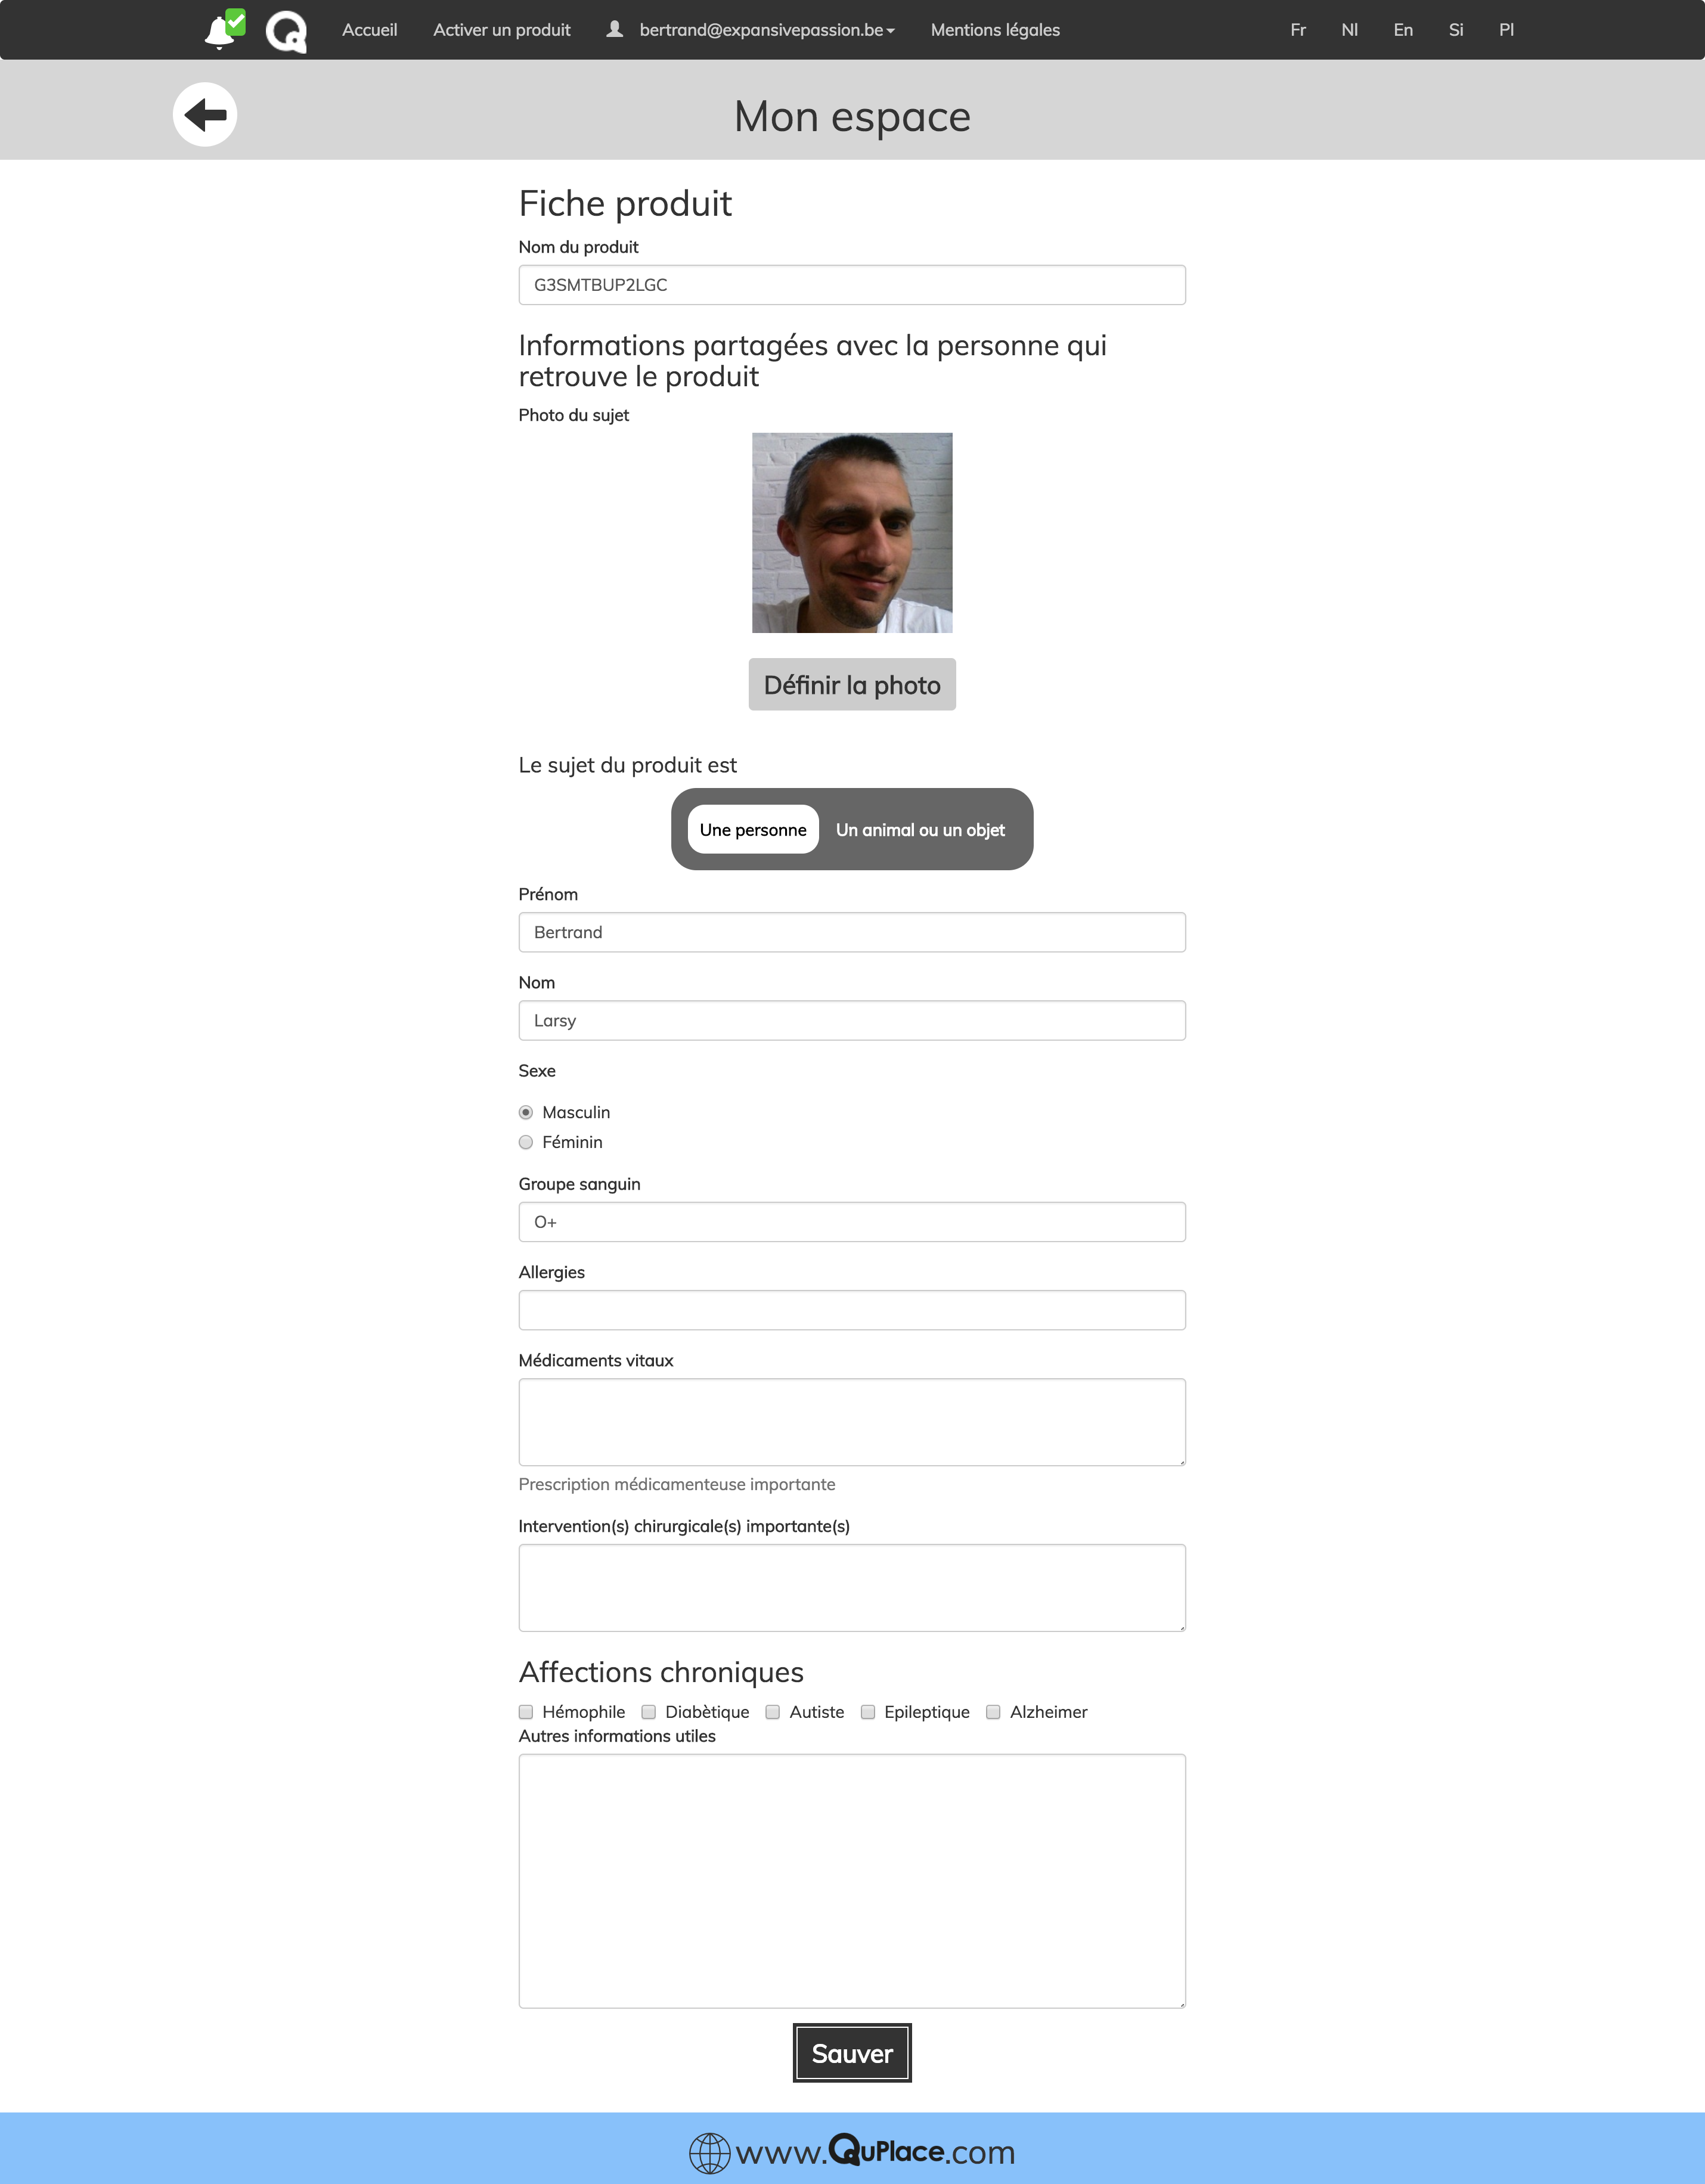 Accueil Activer un produit bertrand@expansivepassion.be Mentions légales Fr Nl En Si Pl
Mon espace
Fiche produit
Nom du produit
G3SMTBUP2LGC
Informations partagées avec la personne qui
retrouve le produit
Photo du sujet
Définir la photo
Le sujet du produit est
Une personne Un animal ou un objet
Prénom
Bertrand
Nom
Larsy
Sexe
Masculin
Féminin
Groupe sanguin
O+
Allergies
Médicaments vitaux
Prescription médicamenteuse importante
Intervention(s) chirurgicale(s) importante(s)
Affections chroniques
Hémophile Diabètique Autiste Epileptique Alzheimer
Autres informations utiles
Sauver
www.QuPlace.com